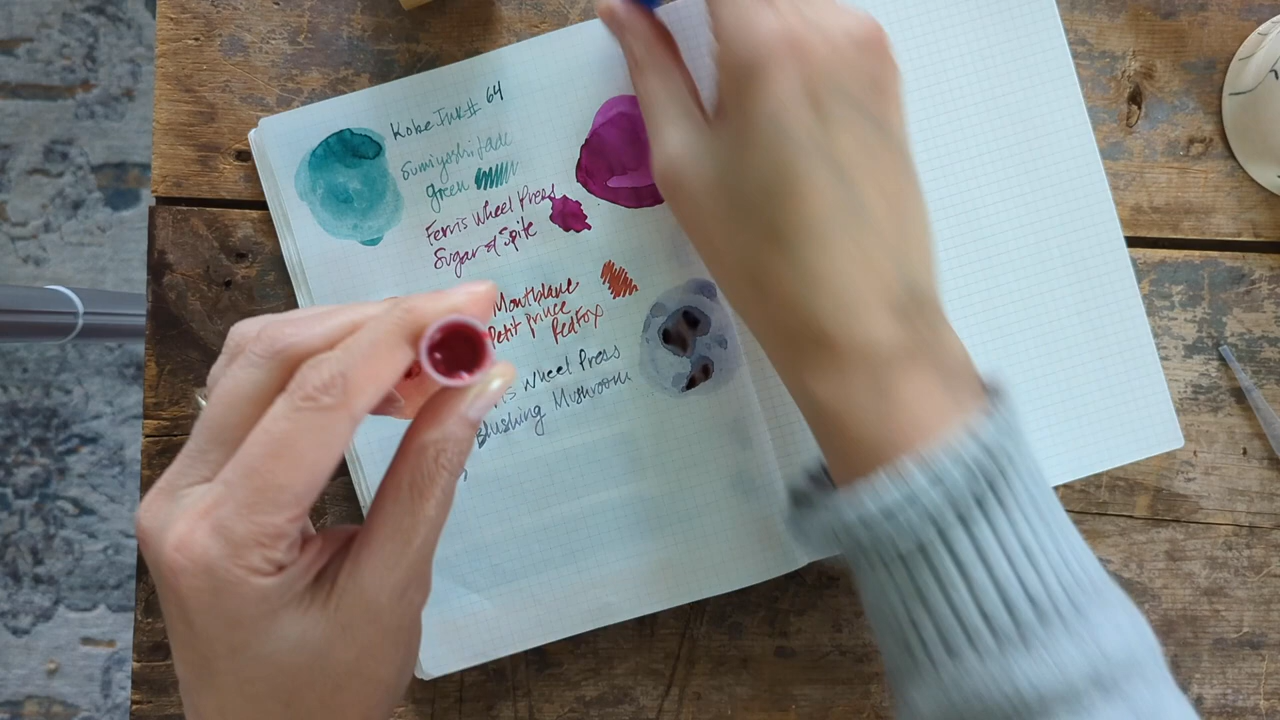 Kobe Ink# 64
Sumiyoshi Jade
green
Ferris Wheel Press
Sugar & Spite
Montblanc
Petit Prince
Red Fox
Wheel Press
Blushing Mushroom